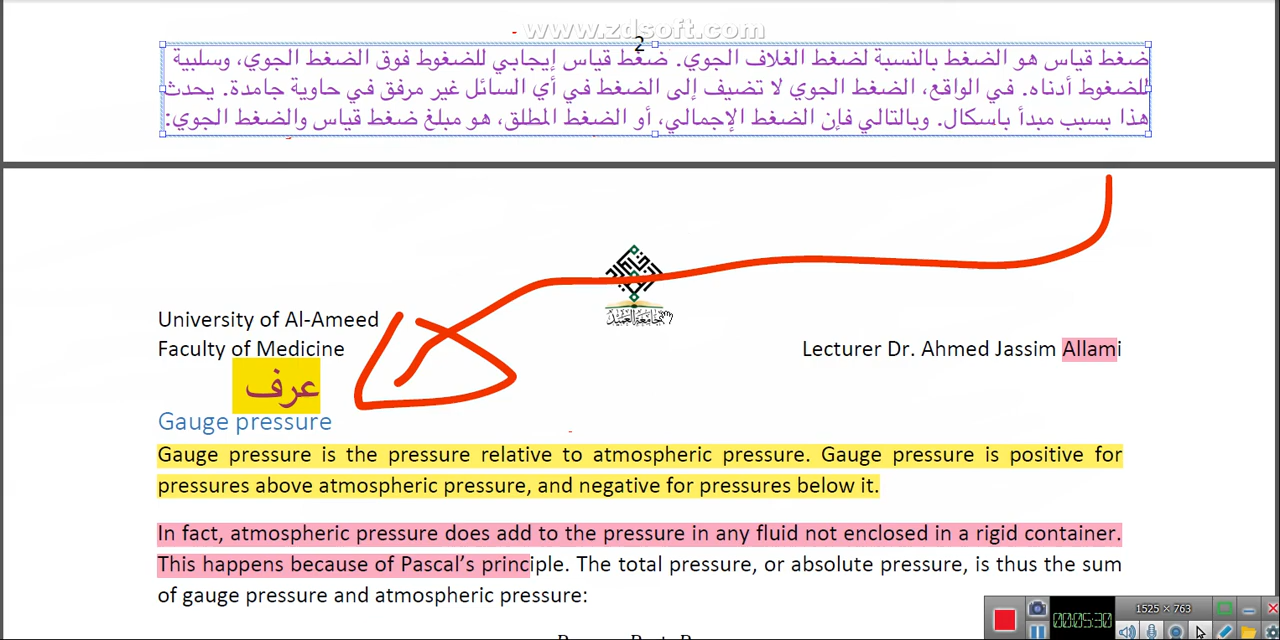 www.zdsoft.com
2
ضغط قياس هو الضغط بالنسبة لضغط الغلاف الجوي. ضغط قياس إيجابي للضغوط فوق الضغط الجوي، وسلبية
للضغوط أدناه. في الواقع، الضغط الجوي لا تضيف إلى الضغط في أي السائل غير مرفق في حاوية جامدة. يحدث
هذا بسبب مبدأ باسكال. وبالتالي فإن الضغط الإجمالي، أو الضغط المطلق، هو مبلغ ضغط قياس والضغط الجوي:
جامعة العميد
University of Al-Ameed
Faculty of Medicine
Lecturer Dr. Ahmed Jassim Allami
عرف
Gauge pressure
Gauge pressure is the pressure relative to atmospheric pressure. Gauge pressure is positive for
pressures above atmospheric pressure, and negative for pressures below it.
In fact, atmospheric pressure does add to the pressure in any fluid not enclosed in a rigid container.
This happens because of Pascal’s principle. The total pressure, or absolute pressure, is thus the sum
of gauge pressure and atmospheric pressure:
1525 × 763
00:05:30